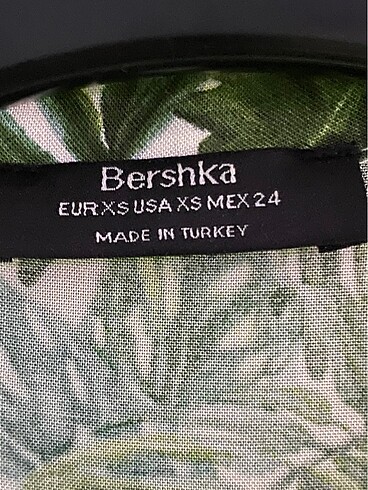 Bershka
EUR XS USA XS MEX 24
MADE IN TURKEY